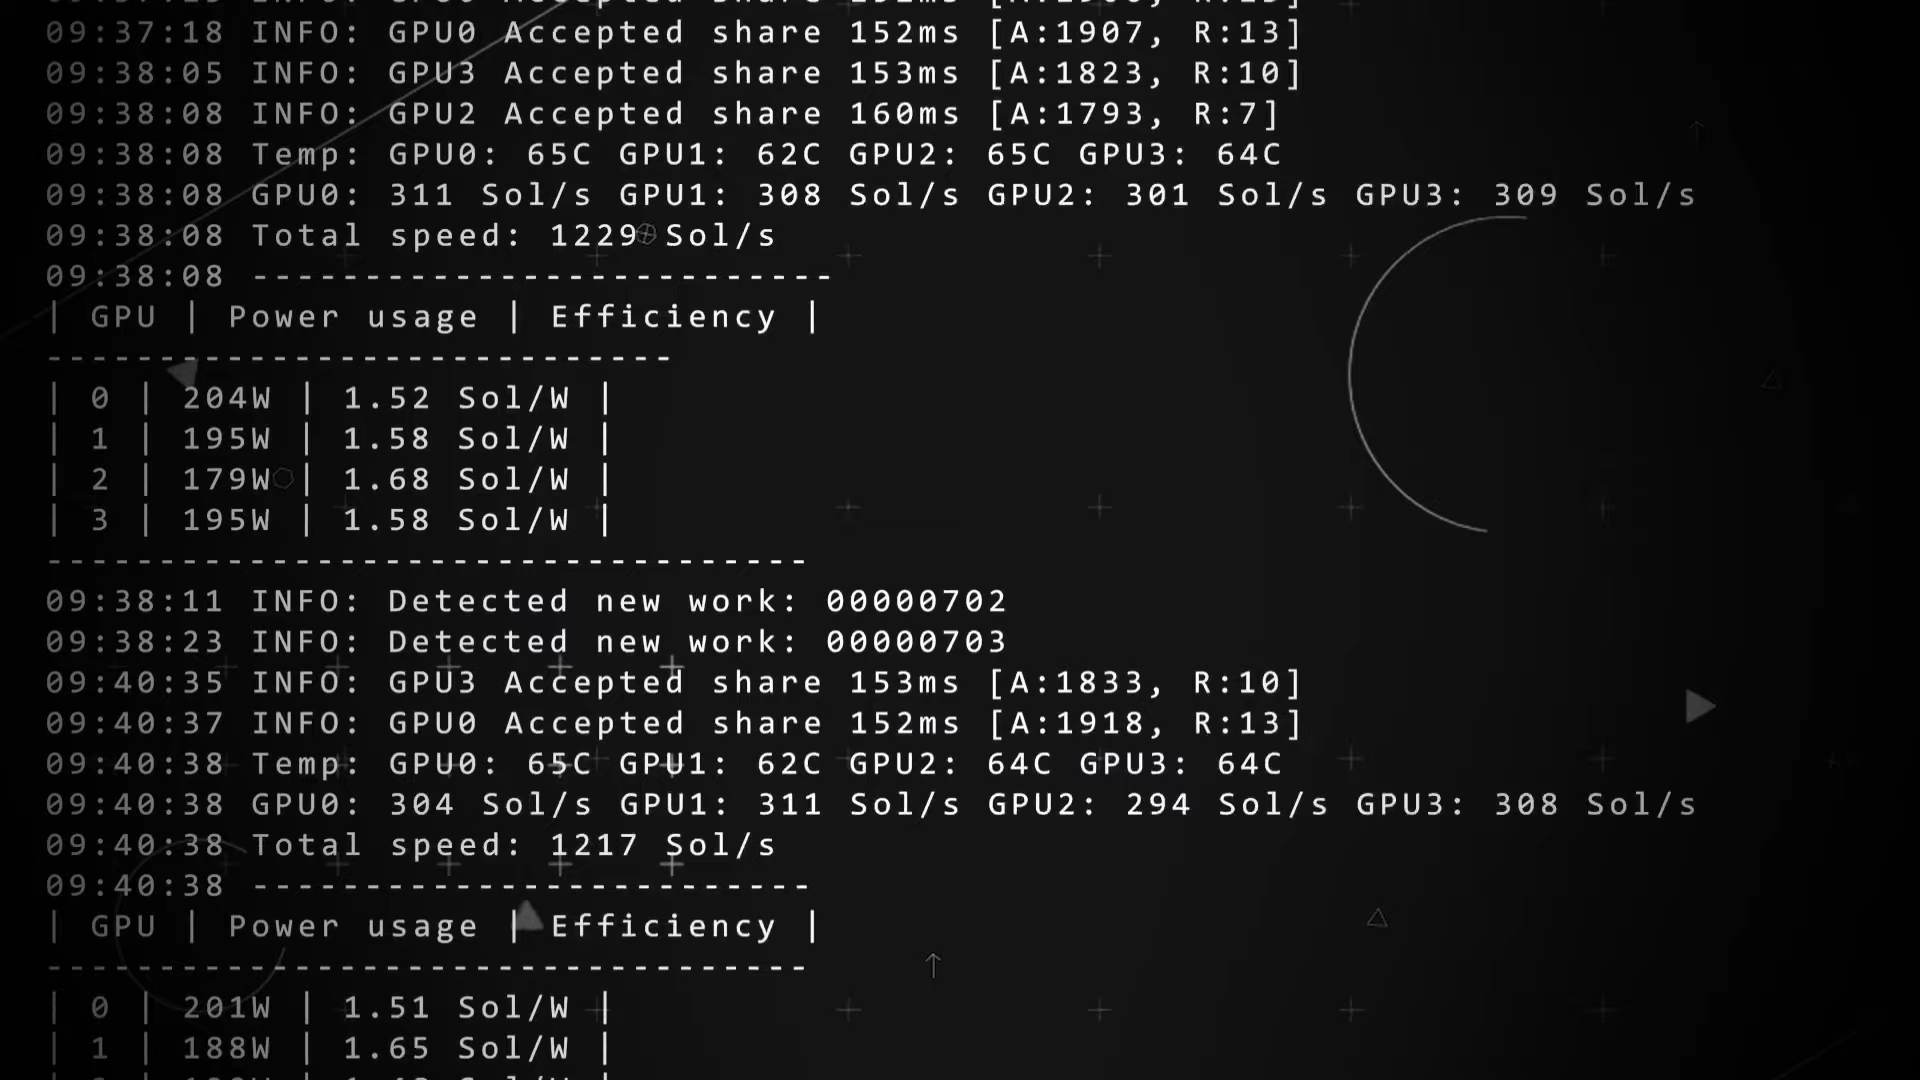 09:37:18 INFO: GPU0 Accepted share 152ms [A:1907, R:13]
09:38:05 INFO: GPU3 Accepted share 153ms [A:1823, R:10]
09:38:08 INFO: GPU2 Accepted share 160ms [A:1793, R:7]
09:38:08 Temp: GPU0: 65C GPU1: 62C GPU2: 65C GPU3: 64C
09:38:08 GPU0: 311 Sol/s GPU1: 308 Sol/s GPU2: 301 Sol/s GPU3: 309 Sol/s
09:38:08 Total speed: 1229 Sol/s
09:38:08 -------------------------
| GPU | Power usage | Efficiency |
---------------------------
| 0 | 204W | 1.52 Sol/W |
| 1 | 195W | 1.58 Sol/W |
| 2 | 179W | 1.68 Sol/W |
| 3 | 195W | 1.58 Sol/W |
---------------------------------
09:38:11 INFO: Detected new work: 00000702
09:38:23 INFO: Detected new work: 00000703
09:40:35 INFO: GPU3 Accepted share 153ms [A:1833, R:10]
09:40:37 INFO: GPU0 Accepted share 152ms [A:1918, R:13]
09:40:38 Temp: GPU0: 65C GPU1: 62C GPU2: 64C GPU3: 64C
09:40:38 GPU0: 304 Sol/s GPU1: 311 Sol/s GPU2: 294 Sol/s GPU3: 308 Sol/s
09:40:38 Total speed: 1217 Sol/s
09:40:38 ------------------------
| GPU | Power usage | Efficiency |
---------------------------------
| 0 | 201W | 1.51 Sol/W |
| 1 | 188W | 1.65 Sol/W |